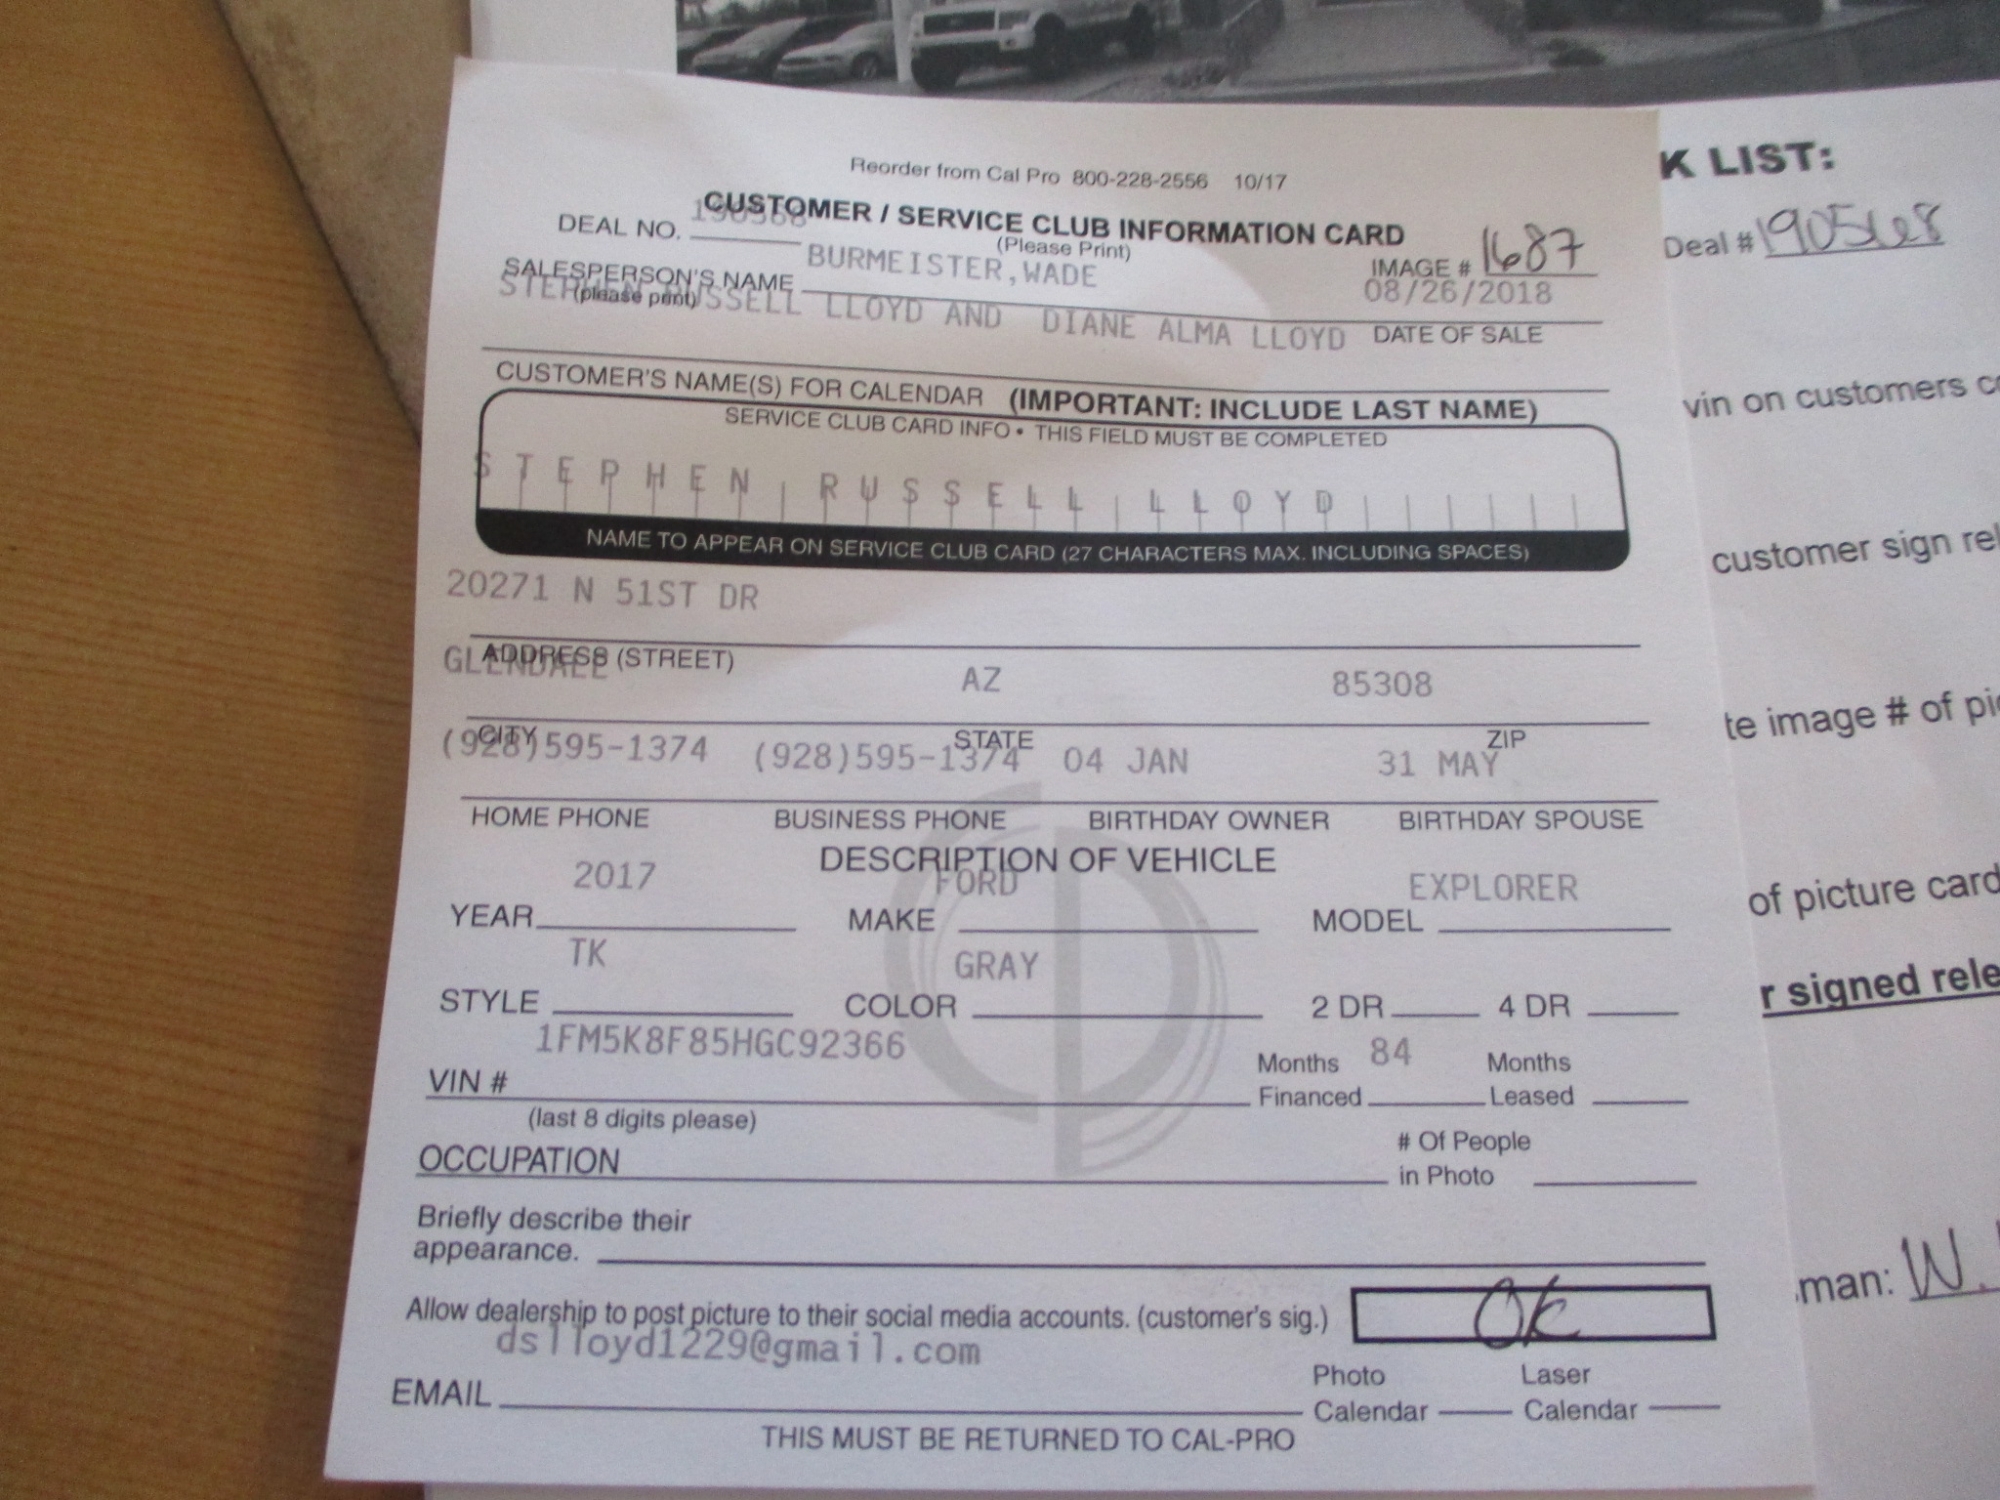 Reorder from Cal Pro 800-228-2556 10/17
CUSTOMER / SERVICE CLUB INFORMATION CARD
(Please Print)
DEAL NO. 190568
IMAGE # 1687
SALESPERSON'S NAME BURMEISTER,WADE
(please print)
08/26/2018
STEPHEN RUSSELL LLOYD AND DIANE ALMA LLOYD DATE OF SALE
CUSTOMER'S NAME(S) FOR CALENDAR (IMPORTANT: INCLUDE LAST NAME)
SERVICE CLUB CARD INFO • THIS FIELD MUST BE COMPLETED
STEPHEN RUSSELL LLOYD
NAME TO APPEAR ON SERVICE CLUB CARD (27 CHARACTERS MAX. INCLUDING SPACES)
20271 N 51ST DR
ADDRESS (STREET)
GLENDALE AZ 85308
CITY STATE ZIP
(928)595-1374 (928)595-1374 04 JAN 31 MAY
HOME PHONE BUSINESS PHONE BIRTHDAY OWNER BIRTHDAY SPOUSE
DESCRIPTION OF VEHICLE
2017 FORD EXPLORER
YEAR MAKE MODEL
TK GRAY
STYLE COLOR 2 DR 4 DR
1FM5K8F85HGC92366
VIN #
(last 8 digits please)
Months Financed 84 Months Leased
OCCUPATION
# Of People
in Photo
Briefly describe their
appearance.
Allow dealership to post picture to their social media accounts. (customer's sig.) OK
dslloyd1229@gmail.com
EMAIL
Photo Calendar Laser Calendar
THIS MUST BE RETURNED TO CAL-PRO
K LIST:
Deal # 190568
vin on customers
customer sign
te image # of
of picture card
r signed
man: W.